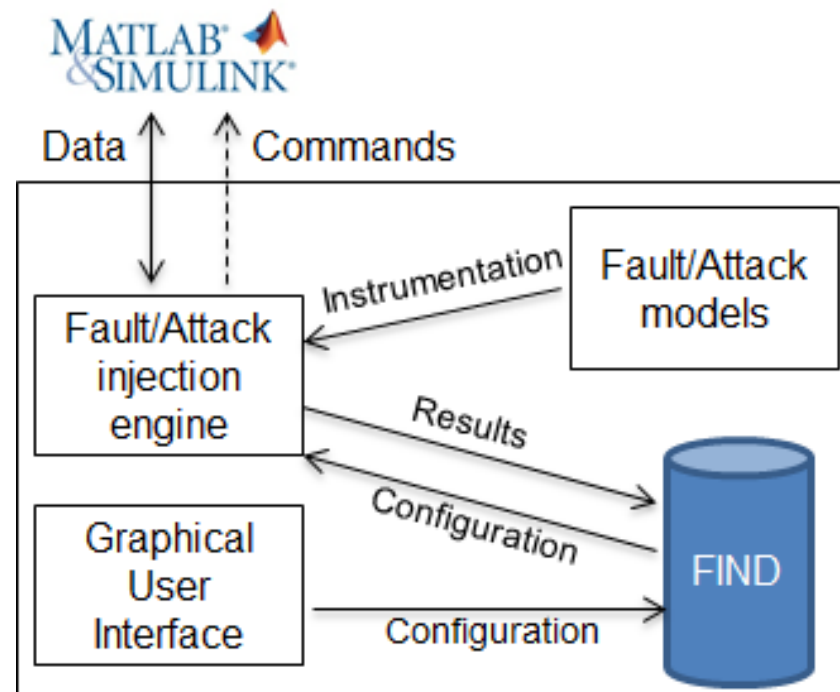 MATLAB®
&SIMULINK®
Data
Commands
Instrumentation
Fault/Attack
models
Fault/Attack
injection
engine
Results
Configuration
FIND
Graphical
User
Interface
Configuration